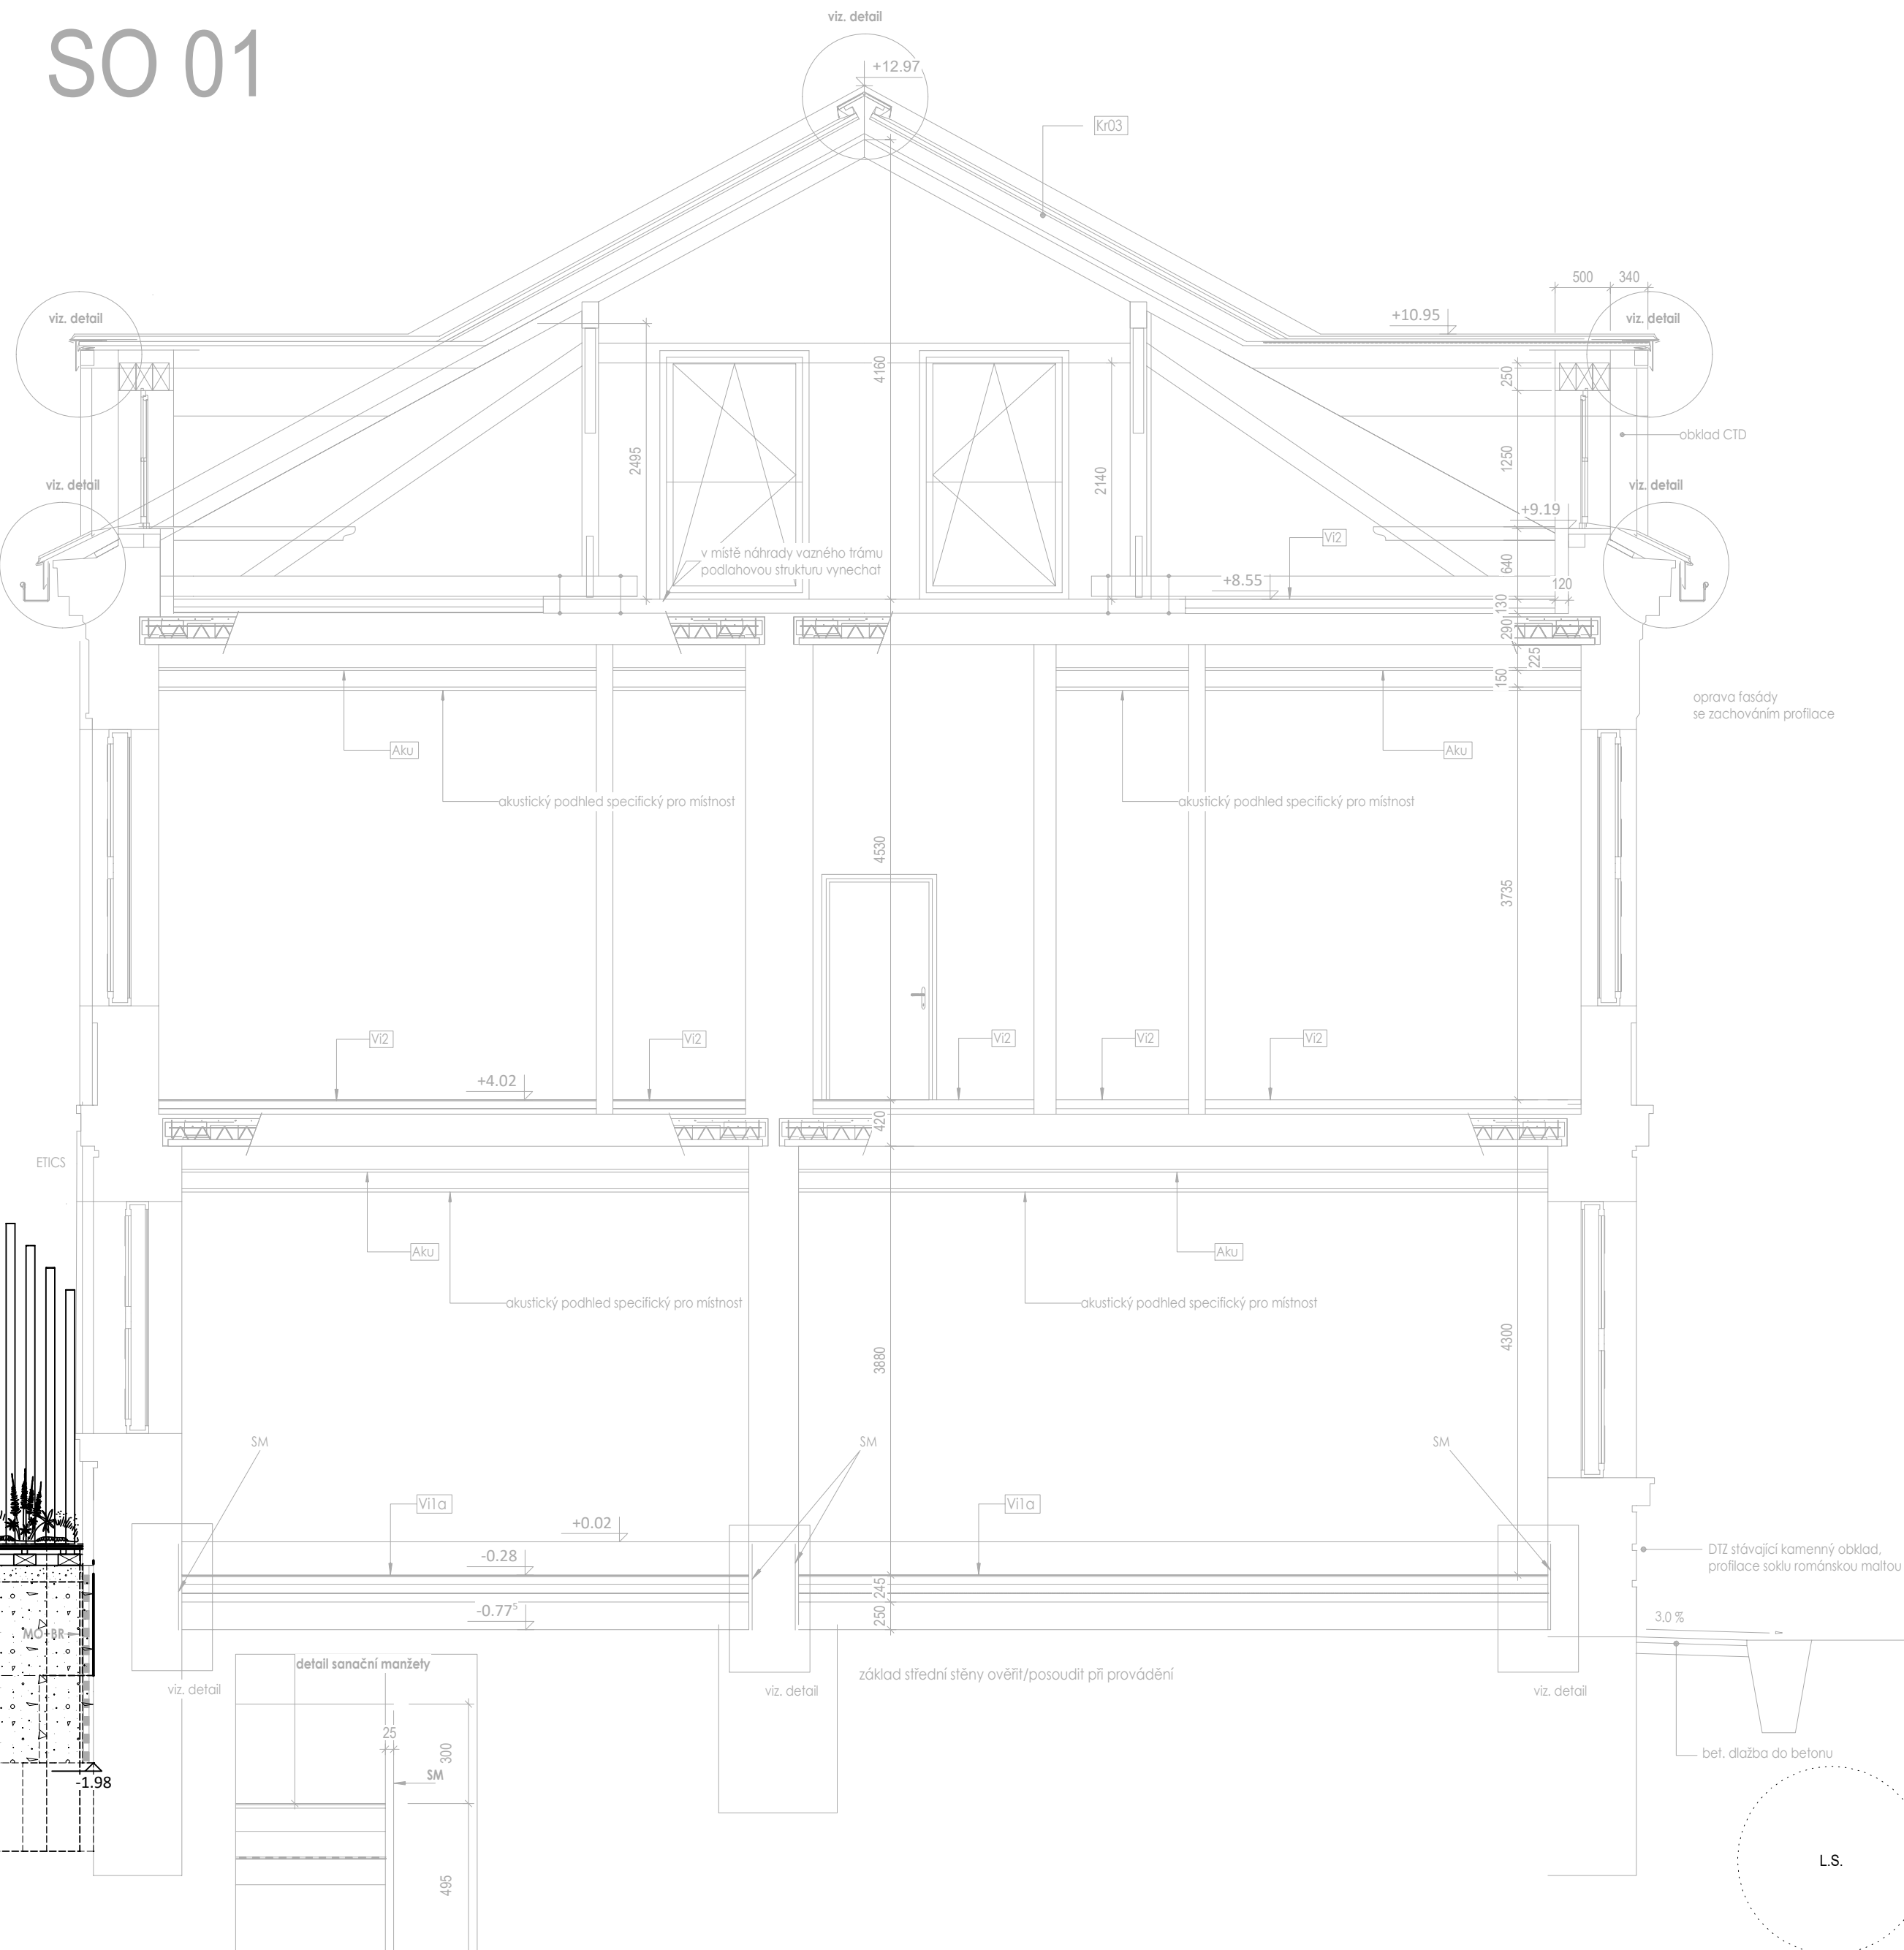 SO 01
viz. detail
+12.97
Kr03
500
340
viz. detail
+10.95
viz. detail
4160
250
obklad CTD
2495
1250
2140
viz. detail
viz. detail
+9.19
Vi2
v místě náhrady vazného trámu
podlahovou strukturu vynechat
640
+8.55
120
130
290
225
150
oprava fasády
se zachováním profilace
Aku
Aku
akustický podhled specifický pro místnost
akustický podhled specifický pro místnost
4530
3735
Vi2
Vi2
Vi2
Vi2
Vi2
+4.02
420
ETICS
Aku
Aku
akustický podhled specifický pro místnost
akustický podhled specifický pro místnost
4300
3880
SM
SM
SM
Vi1a
Vi1a
+0.02
-0.28
DTZ stávající kamenný obklad,
profilace soklu románskou maltou
245
-0.77⁵
250
3.0 %
MO-BR
detail sanační manžety
základ střední stěny ověřit/posoudit při provádění
viz. detail
viz. detail
viz. detail
25
300
bet. dlažba do betonu
SM
-1.98
L.S.
495